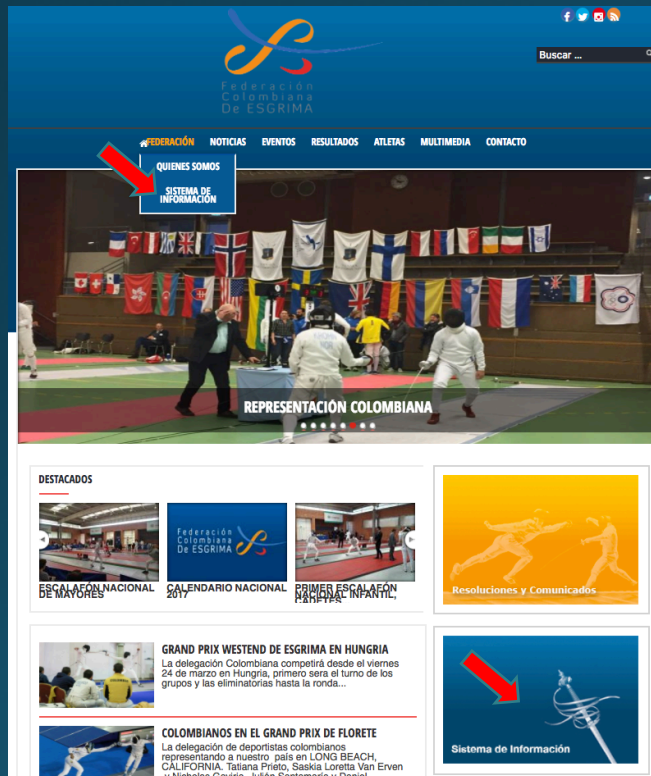 Buscar ...
Federación
Colombiana
De ESGRIMA
FEDERACIÓN NOTICIAS EVENTOS RESULTADOS ATLETAS MULTIMEDIA CONTACTO
QUIENES SOMOS
SISTEMA DE
INFORMACIÓN
REPRESENTACIÓN COLOMBIANA
DESTACADOS
Federación
Colombiana
De ESGRIMA
ESCALAFÓN NACIONAL
DE MAYORES
CALENDARIO NACIONAL
2017
PRIMER ESCALAFÓN
NACIONAL INFANTIL,
CADETES
Resoluciones y Comunicados
GRAND PRIX WESTEND DE ESGRIMA EN HUNGRIA
La delegación Colombiana competirá desde el viernes
24 de marzo en Hungria, primero sera el turno de los
grupos y las eliminatorias hasta la ronda...
COLOMBIANOS EN EL GRAND PRIX DE FLORETE
La delegación de deportistas colombianos
representando a nuestro país en LONG BEACH,
CALIFORNIA. Tatiana Prieto, Saskia Loretta Van Erven
y Nicholas Gaviria, Julián Santamaría y Daniel
Sistema de Información